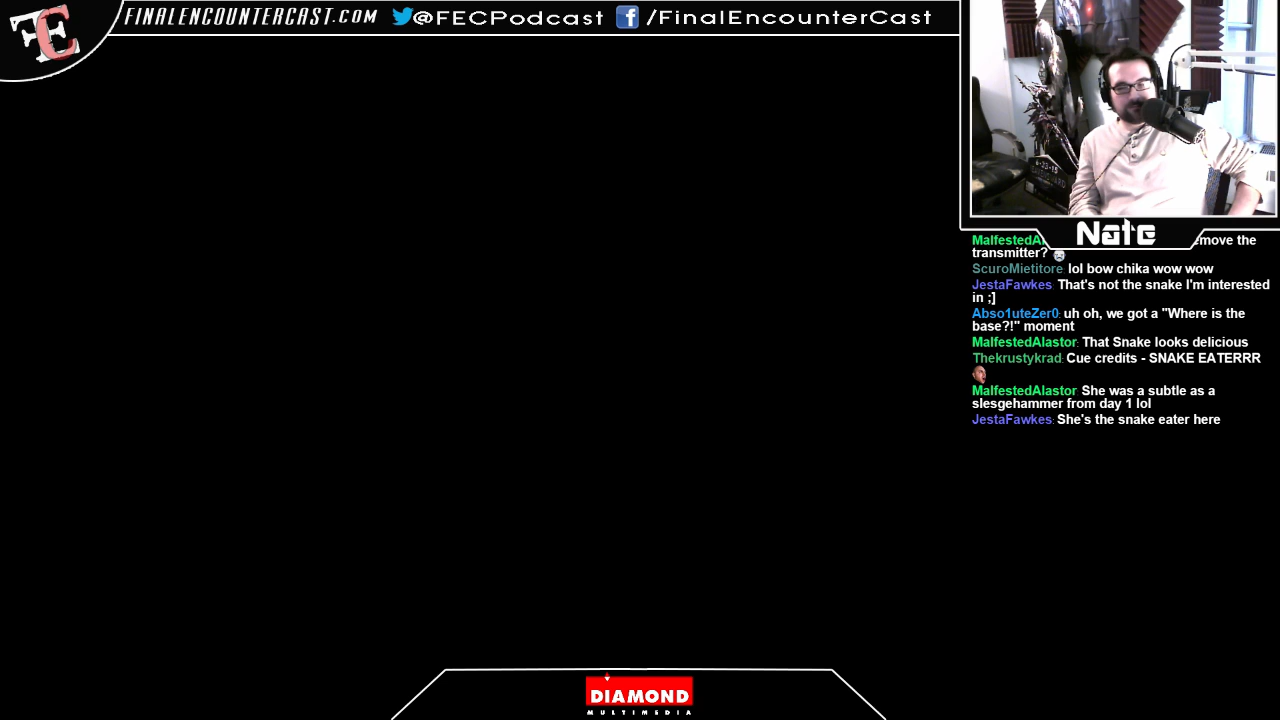 FINALENCOUNTERCAST.COM @FECPodcast /FinalEncounterCast
FEC
Nate
MalfestedAl emove the
transmitter?
ScuroMietitore: lol bow chika wow wow
JestaFawkes: That's not the snake I'm interested
in ;]
Abso1uteZer0: uh oh, we got a "Where is the
base?!" moment
MalfestedAlastor: That Snake looks delicious
Thekrustykrad: Cue credits - SNAKE EATERRR
MalfestedAlastor: She was a subtle as a
slesgehammer from day 1 lol
JestaFawkes: She's the snake eater here
DIAMOND
MULTIMEDIA